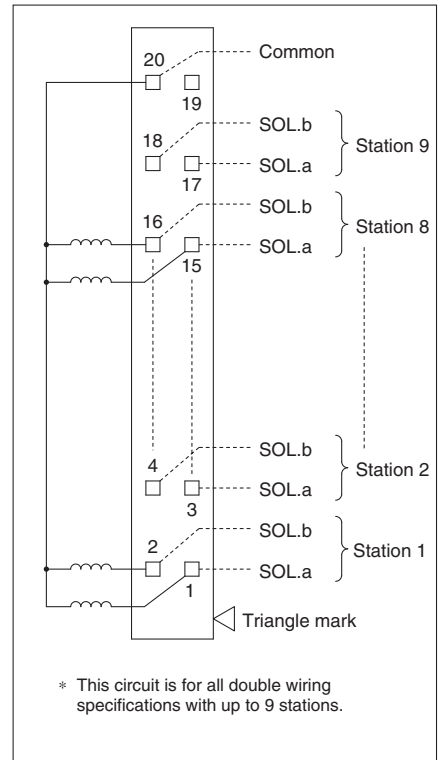 20 Common
19
18 SOL.b
Station 9
SOL.a
17
16 SOL.b
Station 8
SOL.a
15
4 SOL.b
Station 2
SOL.a
3
2 SOL.b
Station 1
SOL.a
1
Triangle mark
* This circuit is for all double wiring
specifications with up to 9 stations.